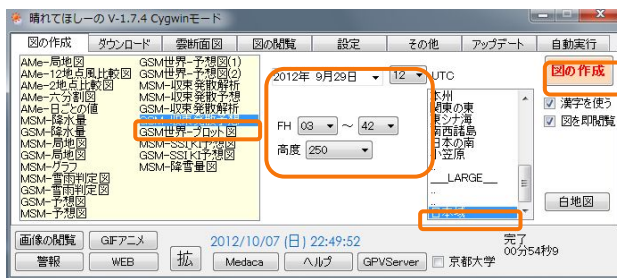 晴れてほしーの V-1.7.4 Cygwinモード
図の作成 ダウンロード 雲断面図 図の閲覧 設定 その他 アップデート 自動実行
AMe-局地図
AMe-12地点風比較図
AMe-2地点比較図
AMe-六分割図
AMe-日ごとの値
MSM-降水量
GSM-降水量
MSM-局地図
GSM-局地図
MSM-グラフ
MSM-雪雨判定図
GSM-雪雨判定図
GSM-予想図
MSM-予想図
GSM世界-予想図(1)
GSM世界-予想図(2)
MSM-収束発散予想
GSM-収束発散解析
MSM-収束発散解析
GSM世界-プロット図
GSM-SSI KI予想図
MSM-SSI KI予想図
MSM-降雪量図
2012年 9月29日 12 UTC
FH 03 ～ 42
高度 250
本州
関東の東
東シナ海
南西諸島
日本の南
小笠原
..
___LARGE___
..
日本域
図の作成
漢字を使う
図を即閲覧
白地図
画像の閲覧 GIFアニメ 2012/10/07 (日) 22:49:52 完了
00分54秒9
警報 WEB 拡 Medaca ヘルプ GPVServer 京都大学